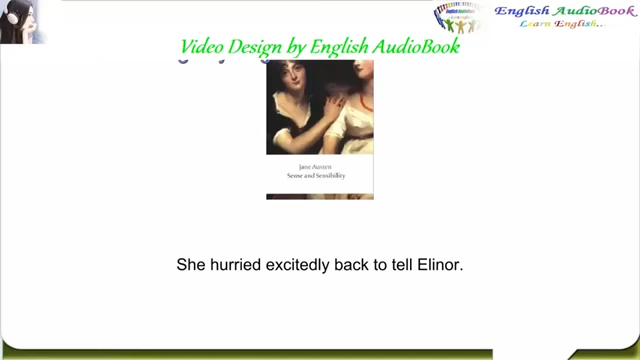 English AudioBook
Learn English...
Video Design by English AudioBook
Jane Austen
Sense and Sensibility
She hurried excitedly back to tell Elinor.